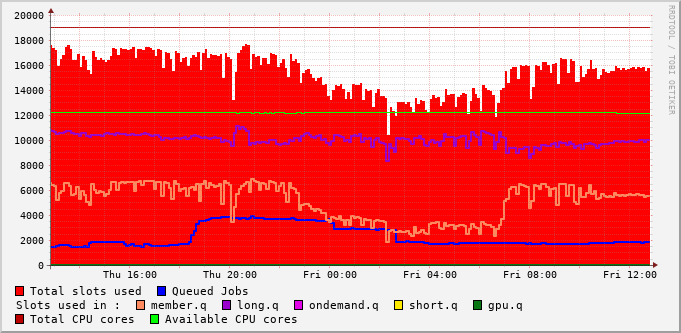 20000
18000
16000
14000
12000
10000
8000
6000
4000
2000
0
Thu 16:00 Thu 20:00 Fri 00:00 Fri 04:00 Fri 08:00 Fri 12:00
RRDTOOL / TOBI OETIKER
Total slots used Queued Jobs
Slots used in : member.q long.q ondemand.q short.q gpu.q
Total CPU cores Available CPU cores